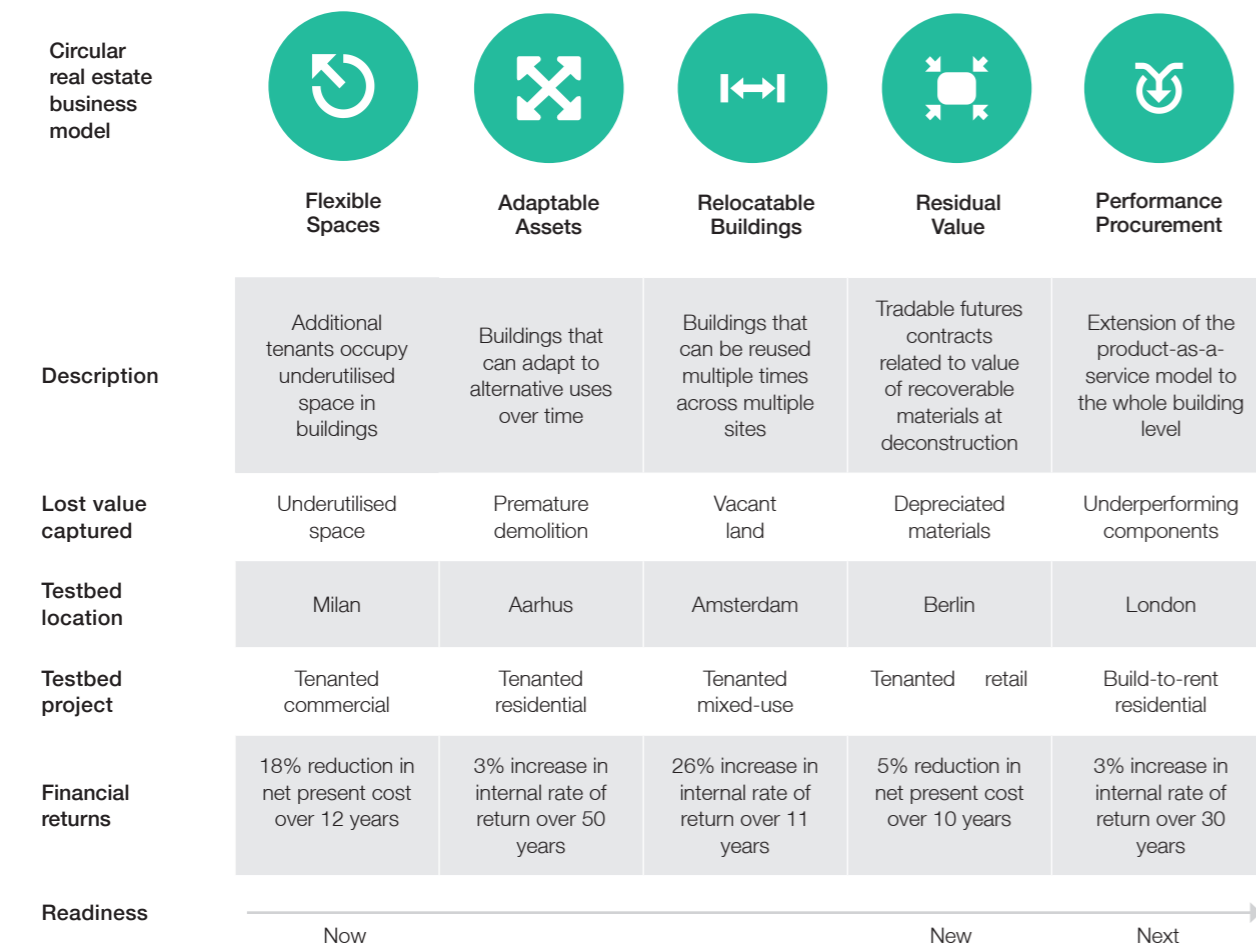 Circular
real estate
business
model
Flexible
Spaces
Adaptable
Assets
Relocatable
Buildings
Residual
Value
Performance
Procurement
Description
Additional
tenants occupy
underutilised
space in
buildings
Buildings that
can adapt to
alternative uses
over time
Buildings that
can be reused
multiple times
across multiple
sites
Tradable futures
contracts
related to value
of recoverable
materials at
deconstruction
Extension of the
product-as-a-
service model to
the whole building
level
Lost value
captured
Underutilised
space
Premature
demolition
Vacant
land
Depreciated
materials
Underperforming
components
Testbed
location
Milan
Aarhus
Amsterdam
Berlin
London
Testbed
project
Tenanted
commercial
Tenanted
residential
Tenanted
mixed-use
Tenanted retail
Build-to-rent
residential
Financial
returns
18% reduction in
net present cost
over 12 years
3% increase in
internal rate of
return over 50
years
26% increase in
internal rate of
return over 11
years
5% reduction in
net present cost
over 10 years
3% increase in
internal rate of
return over 30
years
Readiness
Now
New
Next